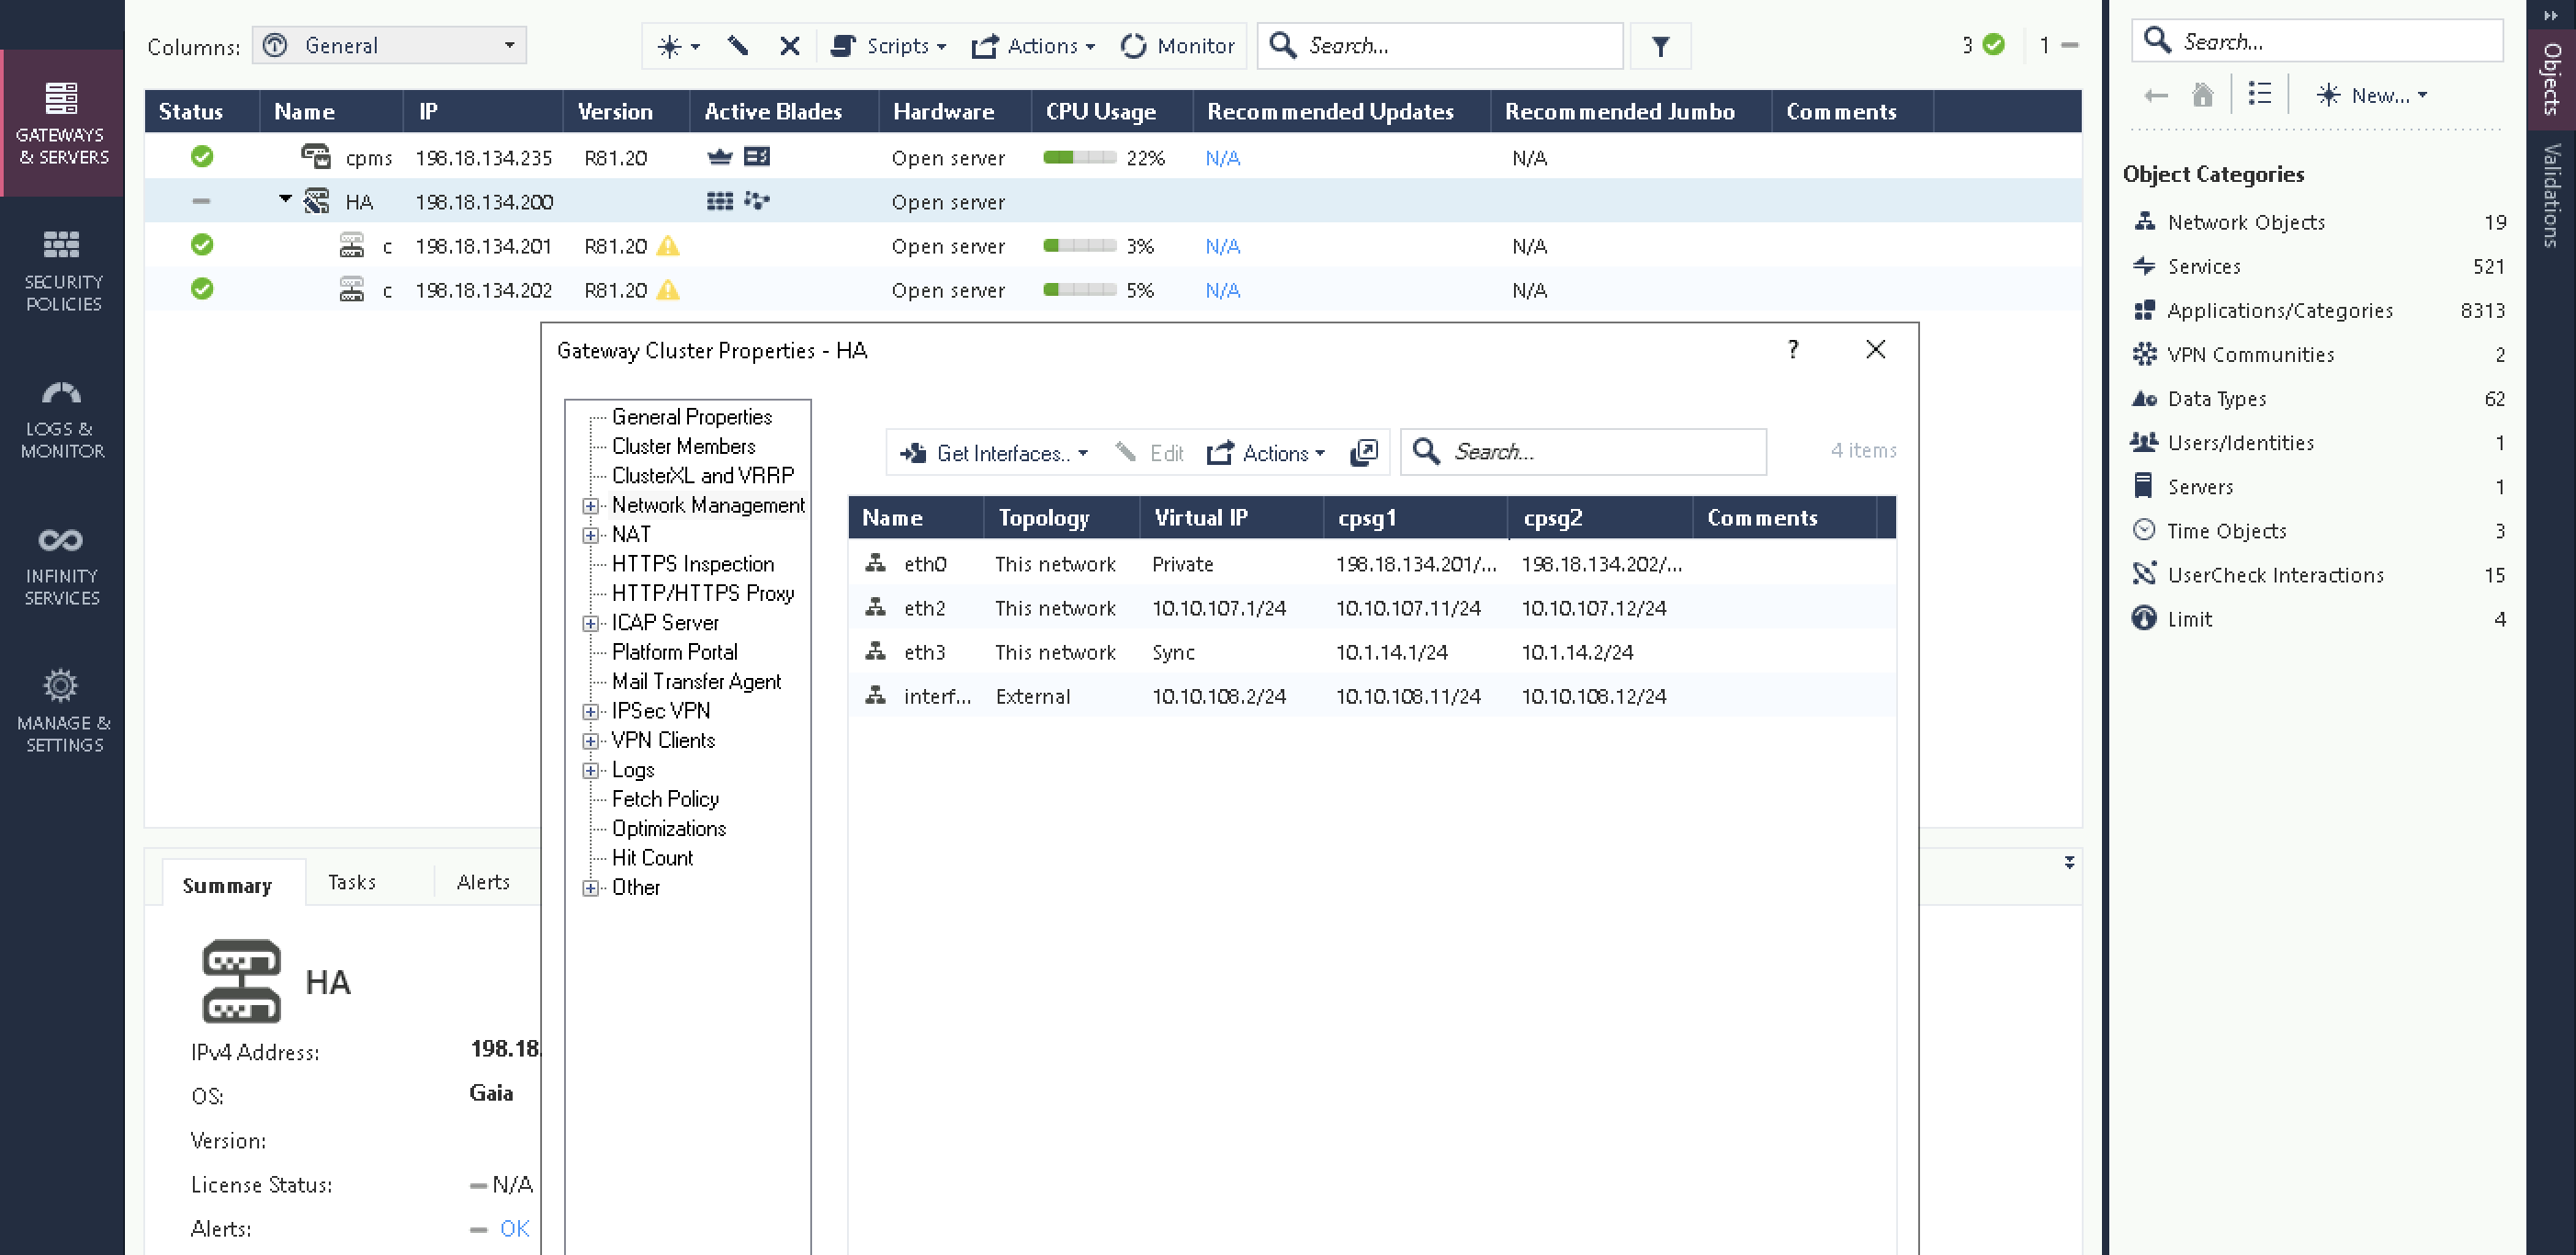 Columns: General
Scripts Actions Monitor Search... 3 1
Status Name IP Version Active Blades Hardware CPU Usage Recommended Updates Recommended Jumbo Comments
cpms 198.18.134.235 R81.20 Open server 22% N/A N/A
HA 198.18.134.200 Open server
c 198.18.134.201 R81.20 Open server 3% N/A N/A
c 198.18.134.202 R81.20 Open server 5% N/A N/A
GATEWAYS
& SERVERS
SECURITY
POLICIES
LOGS &
MONITOR
INFINITY
SERVICES
MANAGE &
SETTINGS
Gateway Cluster Properties - HA ?
General Properties
Cluster Members
ClusterXL and VRRP
Network Management
NAT
HTTPS Inspection
HTTP/HTTPS Proxy
ICAP Server
Platform Portal
Mail Transfer Agent
IPSec VPN
VPN Clients
Logs
Fetch Policy
Optimizations
Hit Count
Other
Get Interfaces.. Edit Actions Search... 4 items
Name Topology Virtual IP cpsg1 cpsg2 Comments
eth0 This network Private 198.18.134.201/... 198.18.134.202/...
eth2 This network 10.10.107.1/24 10.10.107.11/24 10.10.107.12/24
eth3 This network Sync 10.1.14.1/24 10.1.14.2/24
interf... External 10.10.108.2/24 10.10.108.11/24 10.10.108.12/24
Summary Tasks Alerts
HA
IPv4 Address: 198.18.
OS: Gaia
Version:
License Status: N/A
Alerts: OK
Search...
New...
Object Categories
Network Objects 19
Services 521
Applications/Categories 8313
VPN Communities 2
Data Types 62
Users/Identities 1
Servers 1
Time Objects 3
UserCheck Interactions 15
Limit 4
Objects
Validations